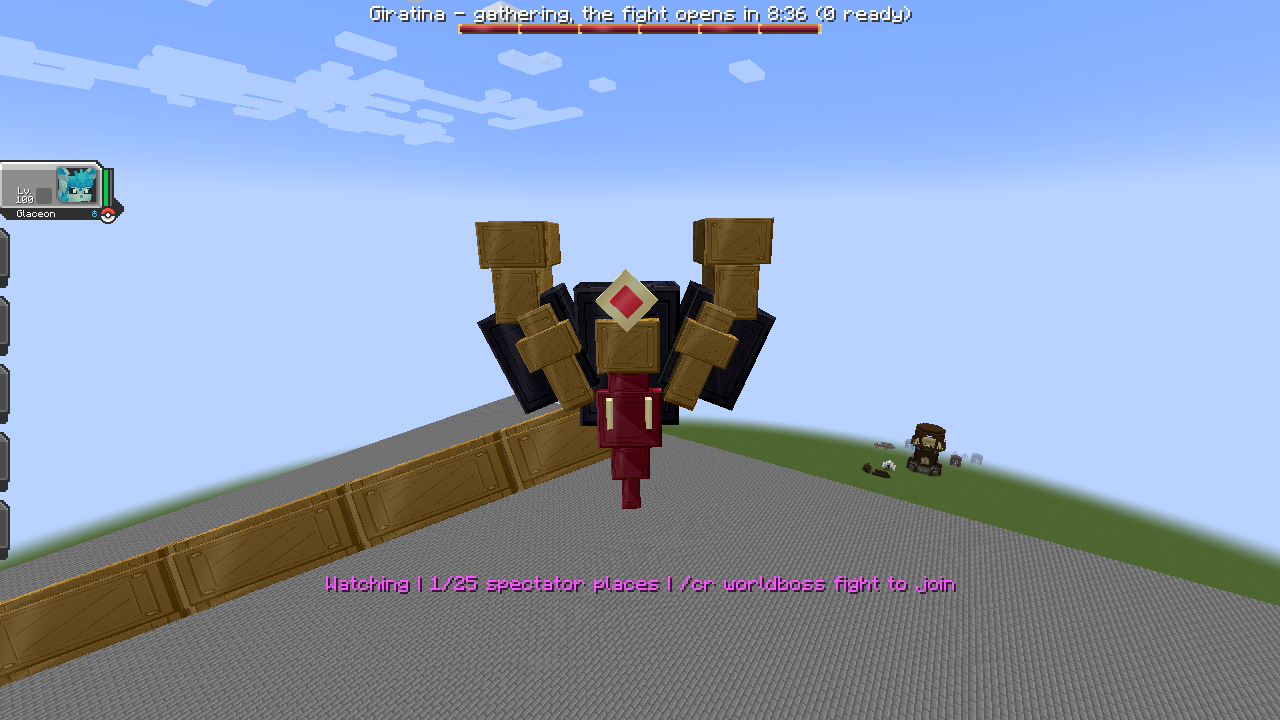 Giratina - gathering, the fight opens in 8:36 (0 ready)
Lv.
100
Glaceon
Watching | 1/25 spectator places | /cr worldboss fight to join